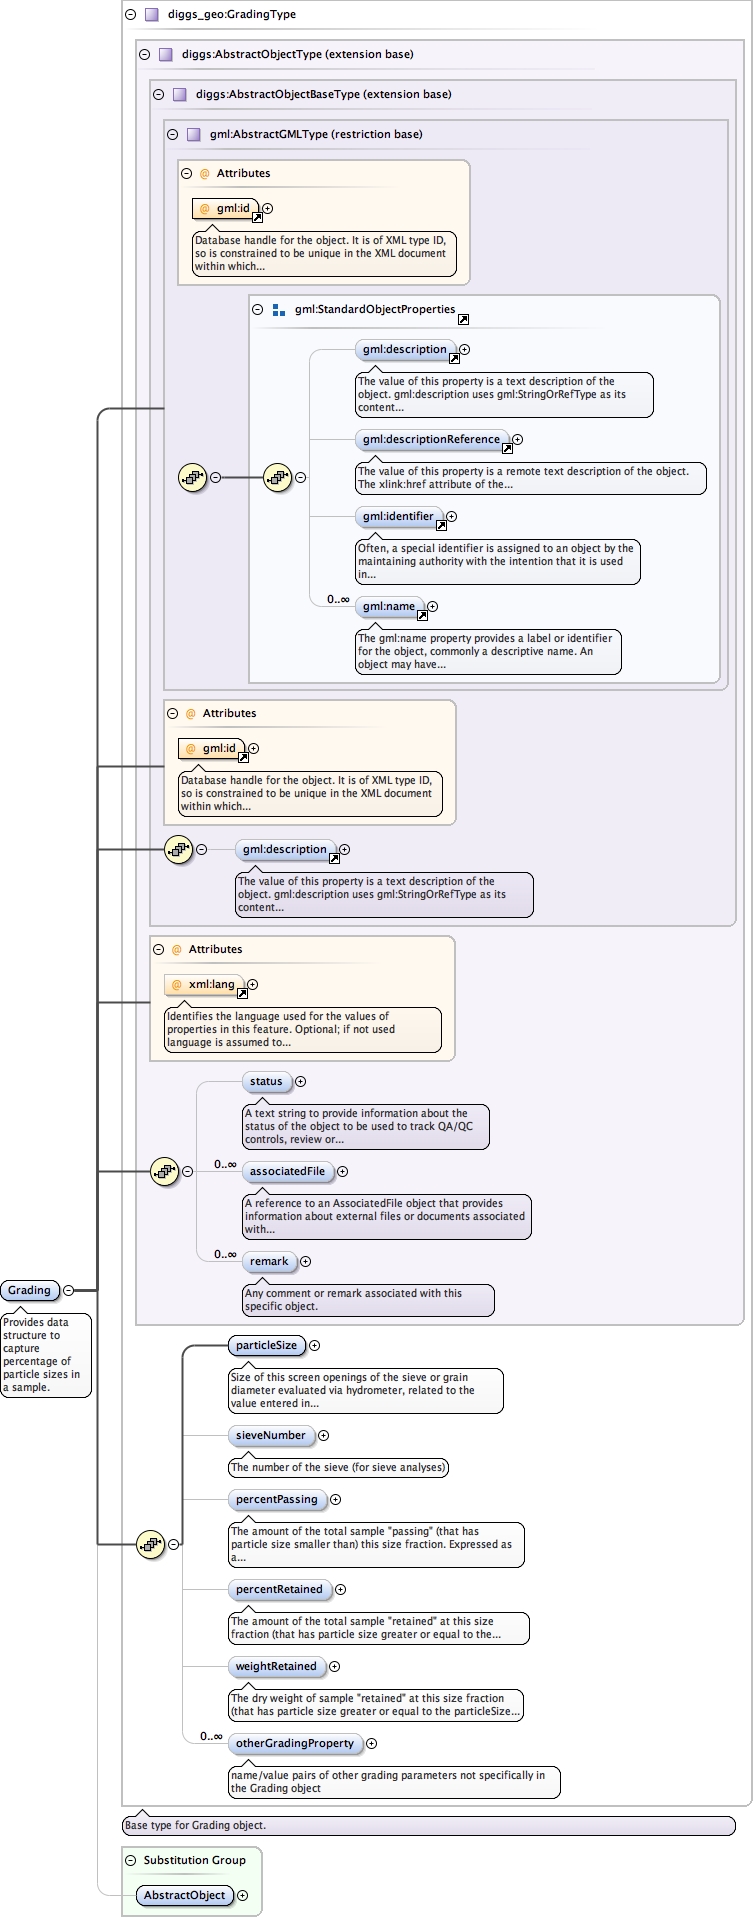 diggs_geo:GradingType
diggs:AbstractObjectType (extension base)
diggs:AbstractObjectBaseType (extension base)
gml:AbstractGMLType (restriction base)
@ Attributes
@ gml:id
Database handle for the object. It is of XML type ID,
so is constrained to be unique in the XML document
within which...
gml:StandardObjectProperties
gml:description
The value of this property is a text description of the
object. gml:description uses gml:StringOrRefType as its
content...
gml:descriptionReference
The value of this property is a remote text description of the object.
The xlink:href attribute of the...
gml:identifier
Often, a special identifier is assigned to an object by the
maintaining authority with the intention that it is used
in...
0..∞
gml:name
The gml:name property provides a label or identifier
for the object, commonly a descriptive name. An
object may have...
@ Attributes
@ gml:id
Database handle for the object. It is of XML type ID,
so is constrained to be unique in the XML document
within which...
gml:description
The value of this property is a text description of the
object. gml:description uses gml:StringOrRefType as its
content...
@ Attributes
@ xml:lang
Identifies the language used for the values of
properties in this feature. Optional; if not used
language is assumed to...
status
A text string to provide information about the
status of the object to be used to track QA/QC
controls, review or...
0..∞
associatedFile
A reference to an AssociatedFile object that provides
information about external files or documents associated
with...
0..∞
remark
Any comment or remark associated with this
specific object.
Grading
Provides data
structure to
capture
percentage of
particle sizes in
a sample.
particleSize
Size of this screen openings of the sieve or grain
diameter evaluated via hydrometer, related to the
value entered in...
sieveNumber
The number of the sieve (for sieve analyses)
percentPassing
The amount of the total sample "passing" (that has
particle size smaller than) this size fraction. Expressed as
a...
percentRetained
The amount of the total sample "retained" at this size
fraction (that has particle size greater or equal to the...
weightRetained
The dry weight of sample "retained" at this size fraction
(that has particle size greater or equal to the particleSize...
0..∞
otherGradingProperty
name/value pairs of other grading parameters not specifically in
the Grading object
Base type for Grading object.
Substitution Group
AbstractObject